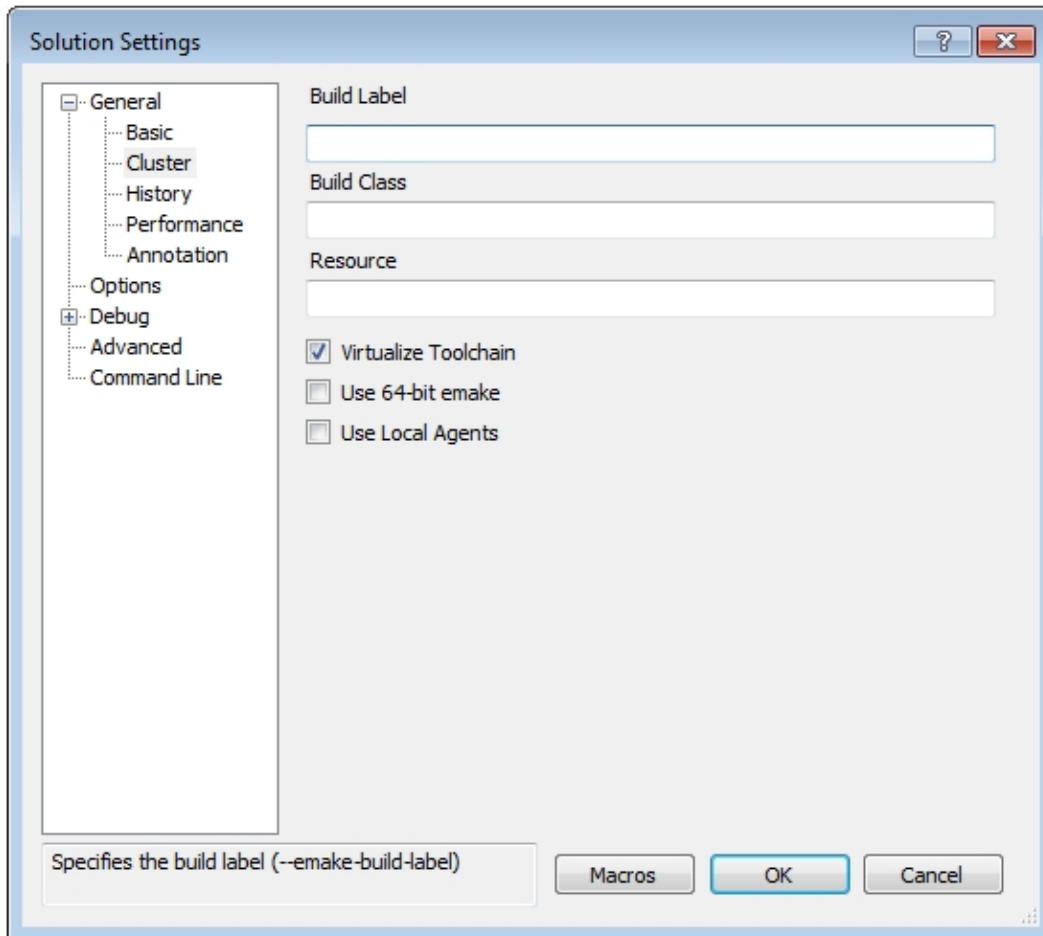 Solution Settings
General
Basic
Cluster
History
Performance
Annotation
Options
Debug
Advanced
Command Line
Build Label
Build Class
Resource
Virtualize Toolchain
Use 64-bit emake
Use Local Agents
Specifies the build label (--emake-build-label)
Macros
OK
Cancel